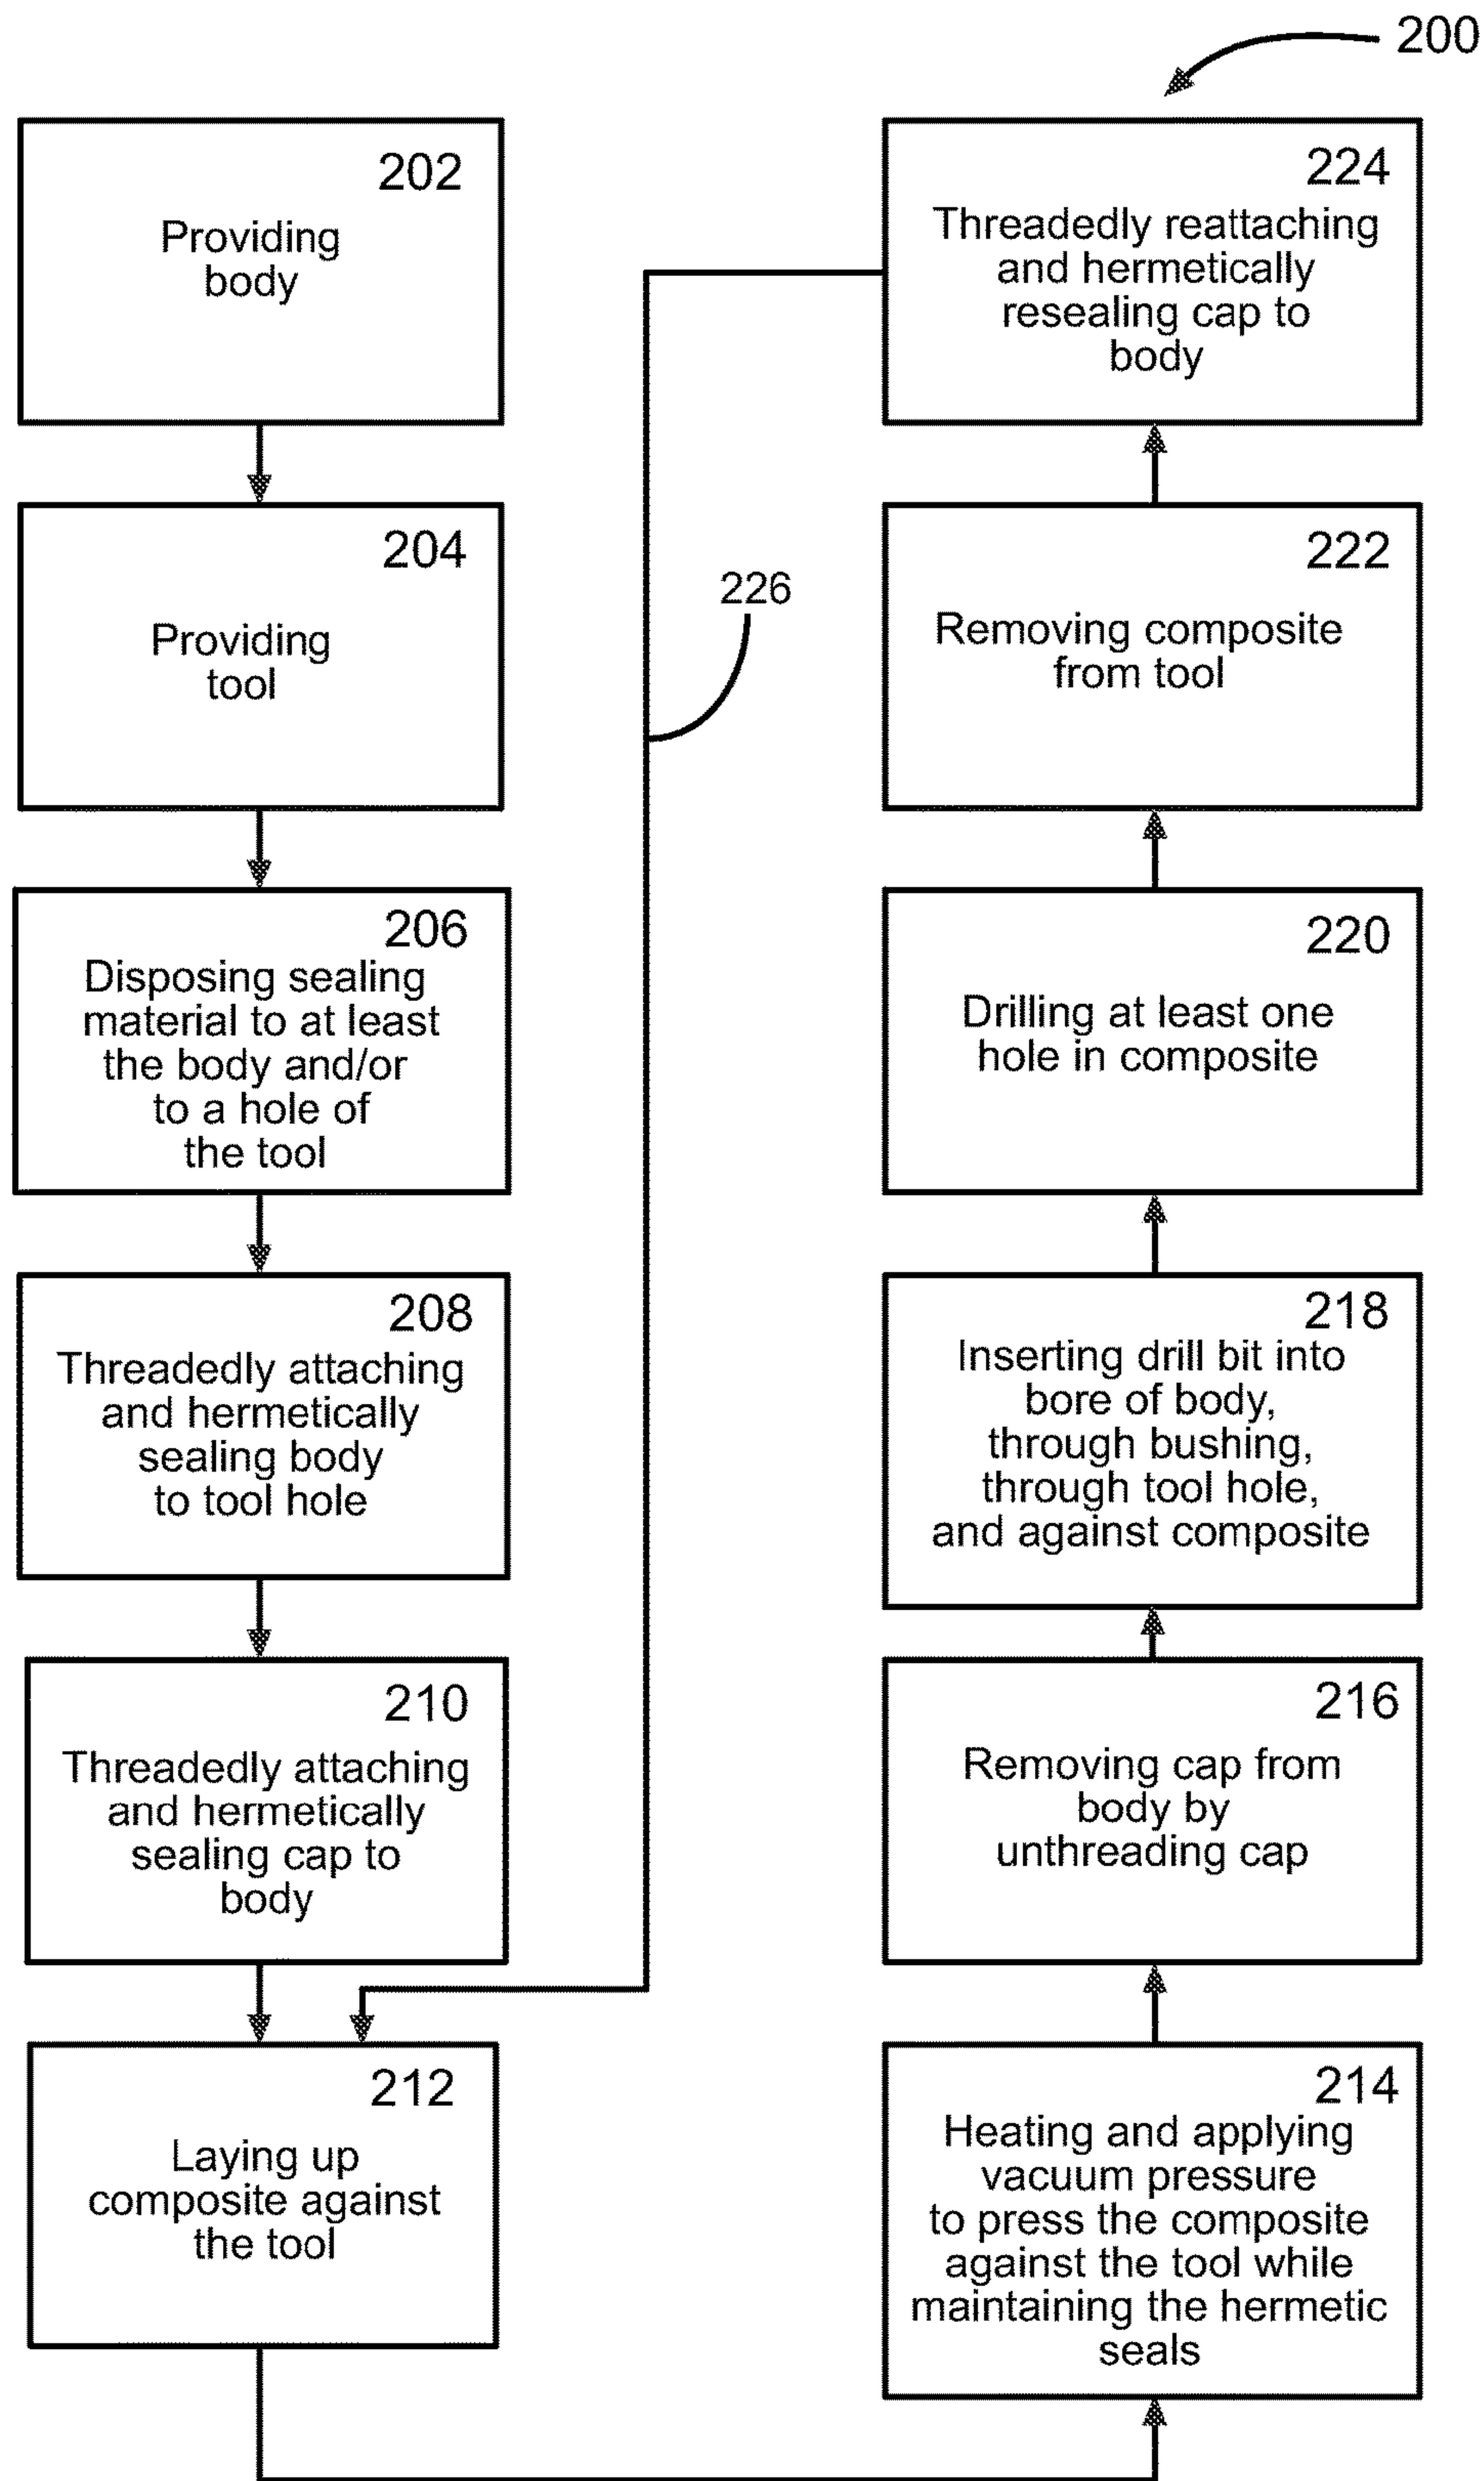 200
202
Providing
body
204
Providing
tool
206
Disposing sealing
material to at least
the body and/or
to a hole of
the tool
208
Threadedly attaching
and hermetically
sealing body
to tool hole
210
Threadedly attaching
and hermetically
sealing cap to
body
212
Laying up
composite against
the tool
226
224
Threadedly reattaching
and hermetically
resealing cap to
body
222
Removing composite
from tool
220
Drilling at least one
hole in composite
218
Inserting drill bit into
bore of body,
through bushing,
through tool hole,
and against composite
216
Removing cap from
body by
unthreading cap
214
Heating and applying
vacuum pressure
to press the composite
against the tool while
maintaining the hermetic
seals